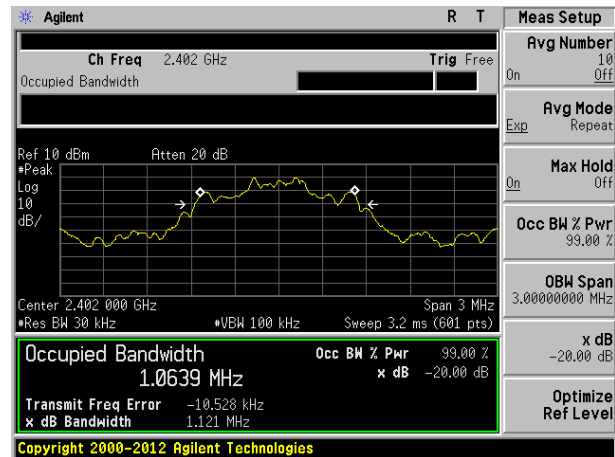 Agilent R T
Ch Freq 2.402 GHz Trig Free
Occupied Bandwidth
Ref 10 dBm Atten 20 dB
#Peak
Log
10
dB/
Center 2.402 000 GHz Span 3 MHz
#Res BW 30 kHz #VBW 100 kHz Sweep 3.2 ms (601 pts)
Occupied Bandwidth Occ BW % Pwr 99.00 %
1.0639 MHz x dB -20.00 dB
Transmit Freq Error -10.528 kHz
x dB Bandwidth 1.121 MHz
Copyright 2000-2012 Agilent Technologies
Meas Setup
Avg Number
10
On Off
Avg Mode
Exp Repeat
Max Hold
On Off
Occ BW % Pwr
99.00 %
OBW Span
3.00000000 MHz
x dB
-20.00 dB
Optimize
Ref Level